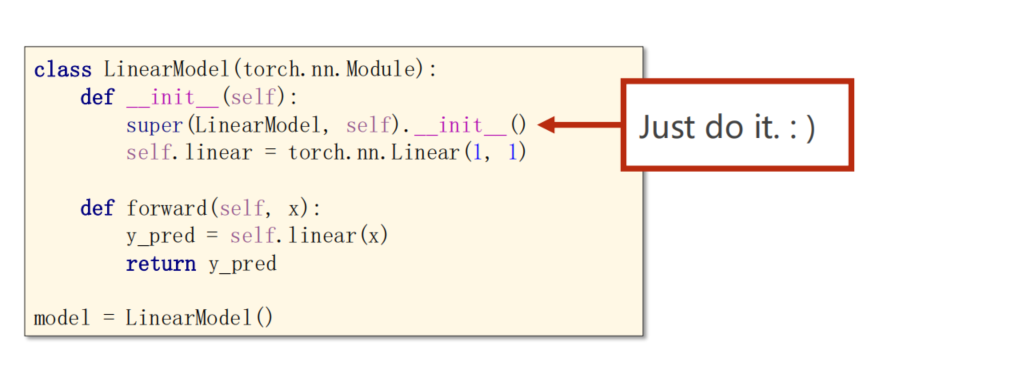 class LinearModel(torch.nn.Module):
    def __init__(self):
        super(LinearModel, self).__init__()
        self.linear = torch.nn.Linear(1, 1)
    def forward(self, x):
        y_pred = self.linear(x)
        return y_pred
model = LinearModel()
Just do it. : )